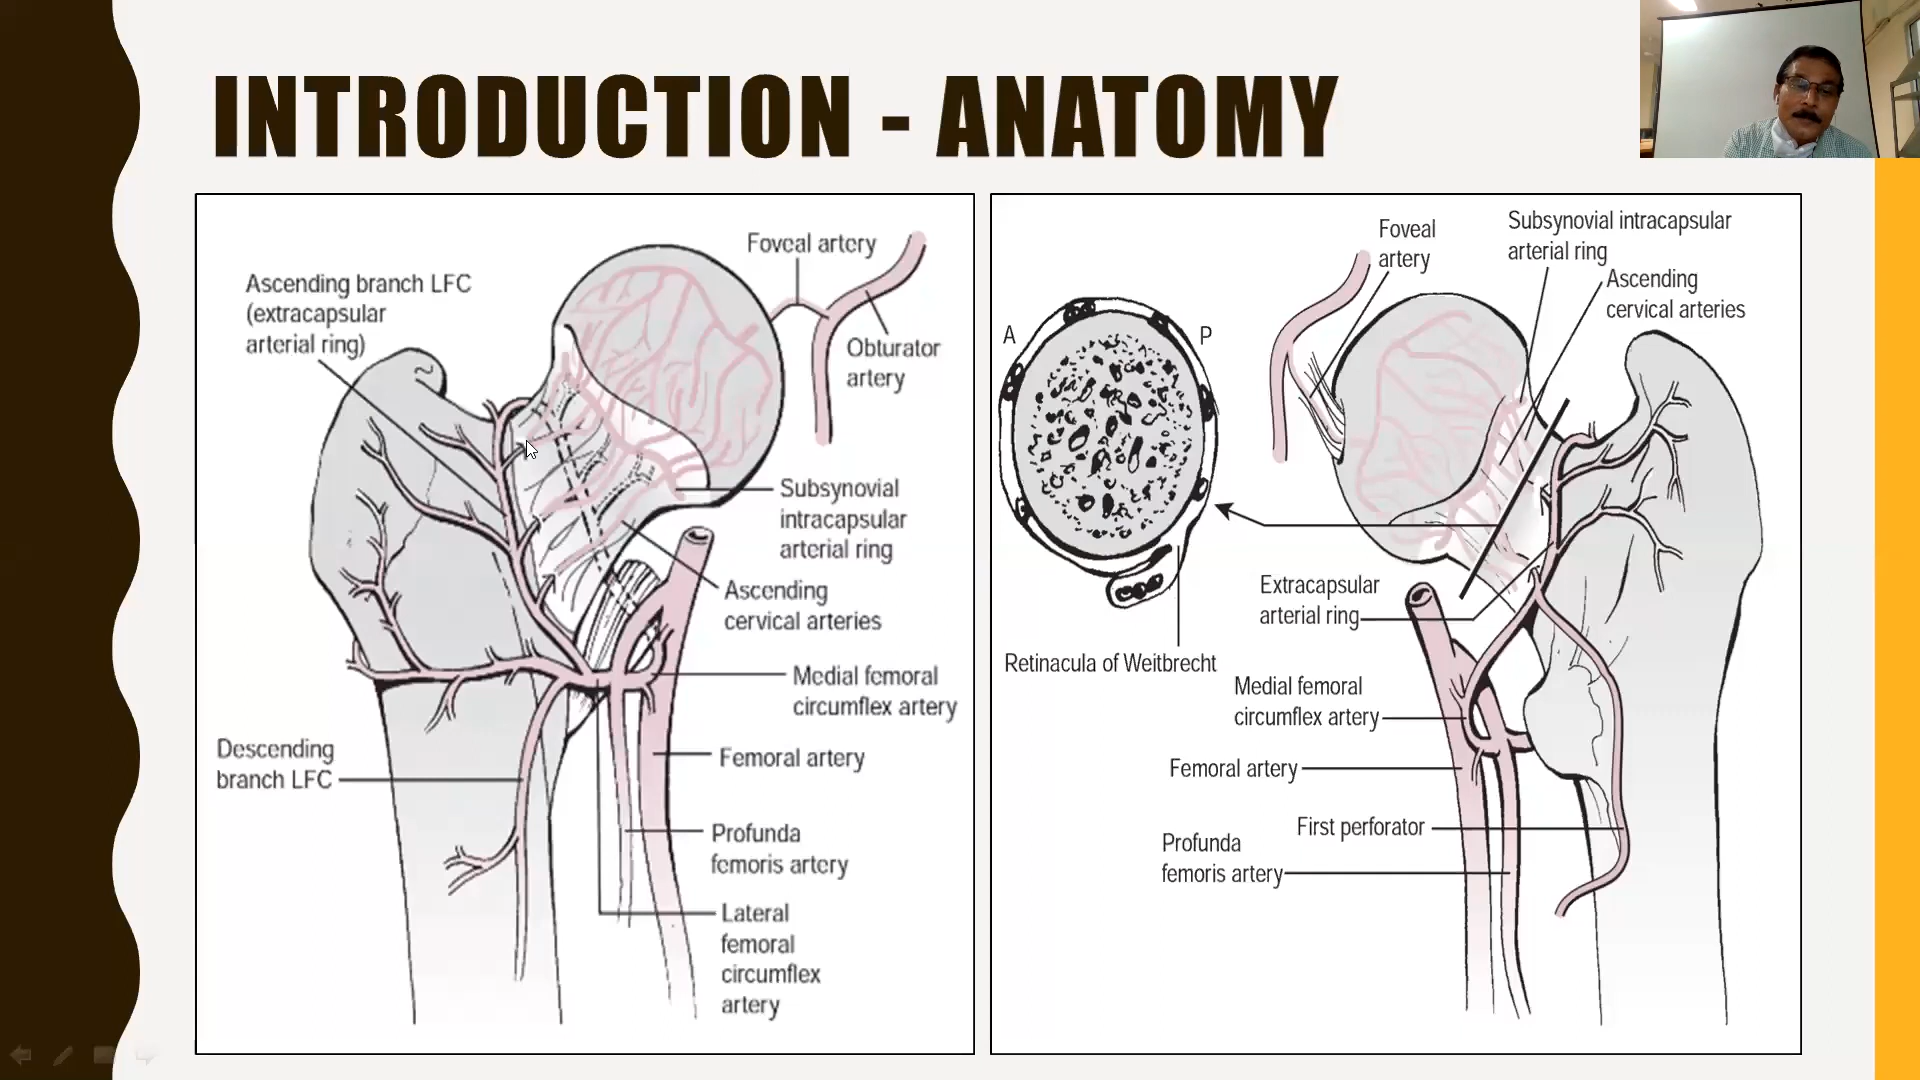 INTRODUCTION - ANATOMY
Foveal artery
Ascending branch LFC
(extracapsular
arterial ring)
Obturator
artery
Subsynovial
intracapsular
arterial ring
Ascending
cervical arteries
Medial femoral
circumflex artery
Descending
branch LFC
Femoral artery
Profunda
femoris artery
Lateral
femoral
circumflex
artery
Foveal
artery
Subsynovial intracapsular
arterial ring
Ascending
cervical arteries
A
P
Extracapsular
arterial ring
Retinacula of Weitbrecht
Medial femoral
circumflex artery
Femoral artery
First perforator
Profunda
femoris artery